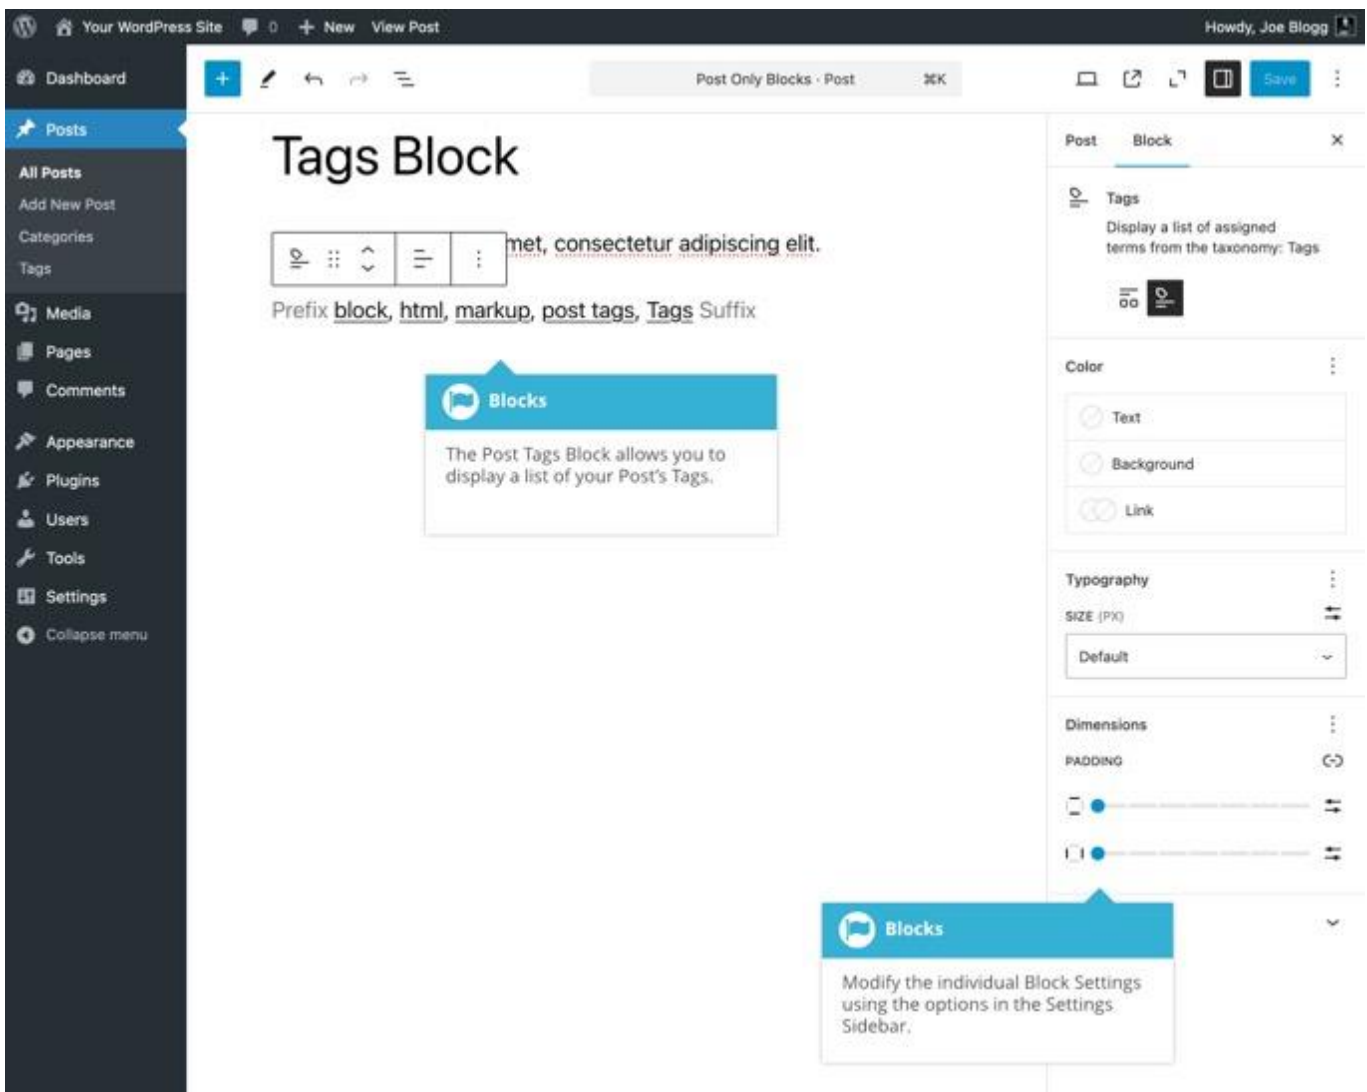 Your WordPress Site 0 New View Post Howdy, Joe Blogg
Dashboard
Posts
All Posts
Add New Post
Categories
Tags
Media
Pages
Comments
Appearance
Plugins
Users
Tools
Settings
Collapse menu
Post Only Blocks · Post ⌘K Save
Tags Block
met, consectetur adipiscing elit.
Prefix block, html, markup, post tags, Tags Suffix
Blocks
The Post Tags Block allows you to
display a list of your Post's Tags.
Post Block
Tags
Display a list of assigned
terms from the taxonomy: Tags
Color
Text
Background
Link
Typography
SIZE (PX)
Default
Dimensions
PADDING
Blocks
Modify the individual Block Settings
using the options in the Settings
Sidebar.